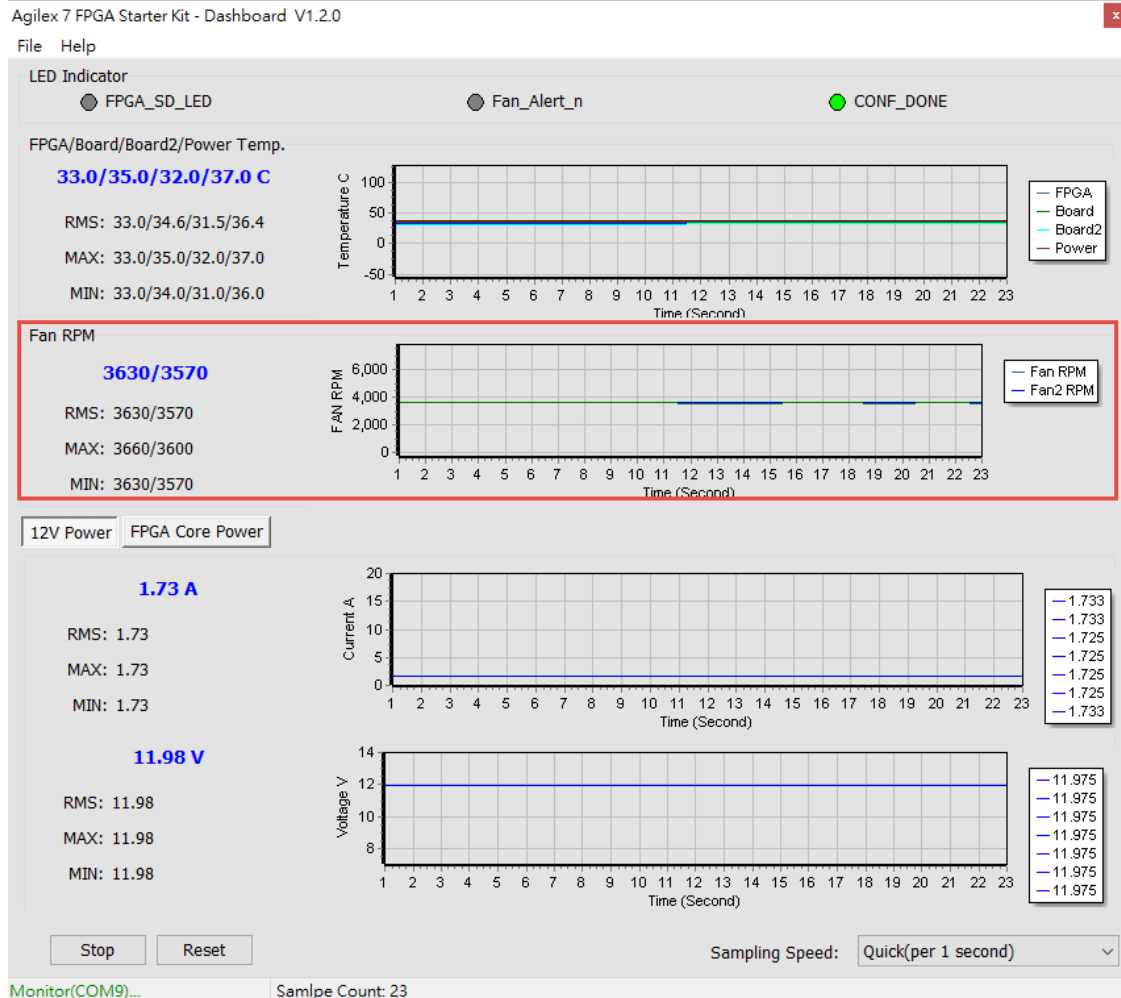 Agilex 7 FPGA Starter Kit - Dashboard V1.2.0
x
File Help
LED Indicator
FPGA_SD_LED Fan_Alert_n CONF_DONE
FPGA/Board/Board2/Power Temp.
33.0/35.0/32.0/37.0 C
RMS: 33.0/34.6/31.5/36.4
MAX: 33.0/35.0/32.0/37.0
MIN: 33.0/34.0/31.0/36.0
Temperature C
100
50
0
-50
1 2 3 4 5 6 7 8 9 10 11 12 13 14 15 16 17 18 19 20 21 22 23
Time (Second)
FPGA
Board
Board2
Power
Fan RPM
3630/3570
RMS: 3630/3570
MAX: 3660/3600
MIN: 3630/3570
FAN RPM
6,000
4,000
2,000
0
1 2 3 4 5 6 7 8 9 10 11 12 13 14 15 16 17 18 19 20 21 22 23
Time (Second)
Fan RPM
Fan2 RPM
12V Power FPGA Core Power
1.73 A
RMS: 1.73
MAX: 1.73
MIN: 1.73
Current A
20
15
10
5
0
1 2 3 4 5 6 7 8 9 10 11 12 13 14 15 16 17 18 19 20 21 22 23
Time (Second)
1.733
1.733
1.725
1.725
1.725
1.725
1.733
11.98 V
RMS: 11.98
MAX: 11.98
MIN: 11.98
Voltage V
14
12
10
8
1 2 3 4 5 6 7 8 9 10 11 12 13 14 15 16 17 18 19 20 21 22 23
Time (Second)
11.975
11.975
11.975
11.975
11.975
11.975
11.975
Stop Reset Sampling Speed: Quick(per 1 second)
Monitor(COM9)... Samlpe Count: 23